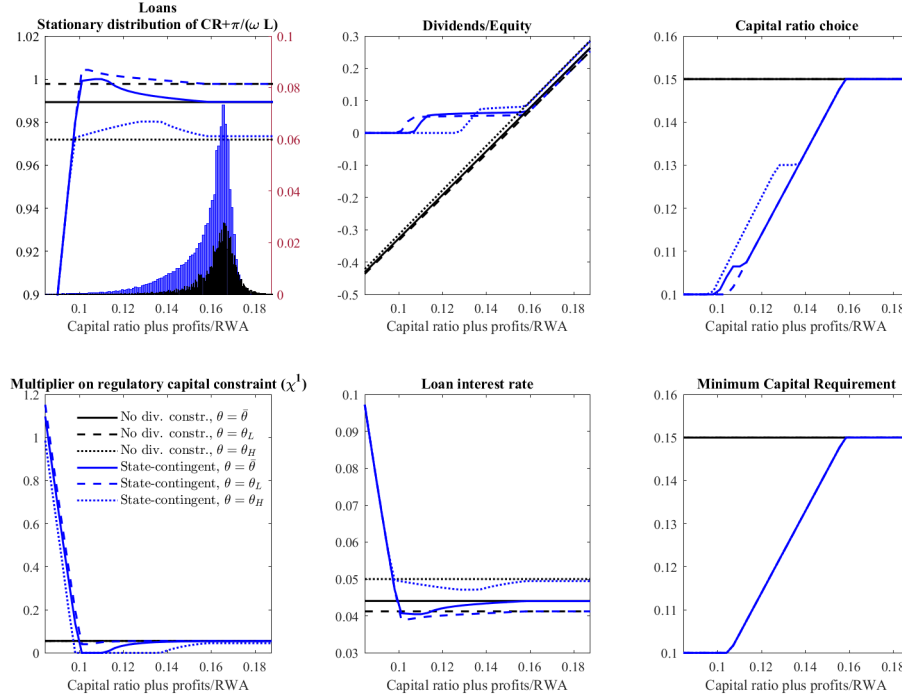 Loans
Stationary distribution of CR+π/(ω L)
1.02
1
0.98
0.96
0.94
0.92
0.9
0.1
0.08
0.06
0.04
0.02
0
0.1 0.12 0.14 0.16 0.18
Capital ratio plus profits/RWA
Dividends/Equity
0.3
0.2
0.1
0
-0.1
-0.2
-0.3
-0.4
-0.5
0.1 0.12 0.14 0.16 0.18
Capital ratio plus profits/RWA
Capital ratio choice
0.15
0.14
0.13
0.12
0.11
0.1
0.1 0.12 0.14 0.16 0.18
Capital ratio plus profits/RWA
Multiplier on regulatory capital constraint (χ¹)
1.2
1
0.8
0.6
0.4
0.2
0
No div. constr., θ = θ̄
No div. constr., θ = θ_L
No div. constr., θ = θ_H
State-contingent, θ = θ̄
State-contingent, θ = θ_L
State-contingent, θ = θ_H
0.1 0.12 0.14 0.16 0.18
Capital ratio plus profits/RWA
Loan interest rate
0.1
0.09
0.08
0.07
0.06
0.05
0.04
0.03
0.1 0.12 0.14 0.16 0.18
Capital ratio plus profits/RWA
Minimum Capital Requirement
0.15
0.14
0.13
0.12
0.11
0.1
0.1 0.12 0.14 0.16 0.18
Capital ratio plus profits/RWA